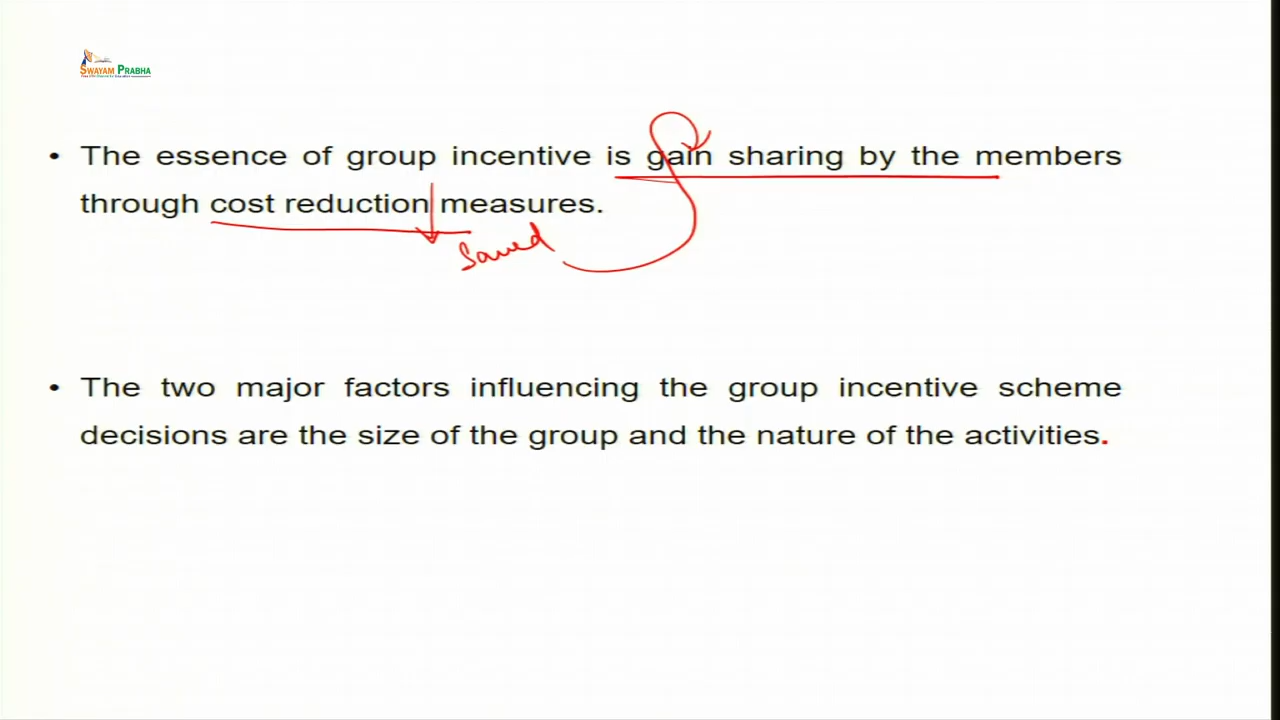 SWAYAM PRABHA
• The essence of group incentive is gain sharing by the members
through cost reduction measures.
Saved
• The two major factors influencing the group incentive scheme
decisions are the size of the group and the nature of the activities.